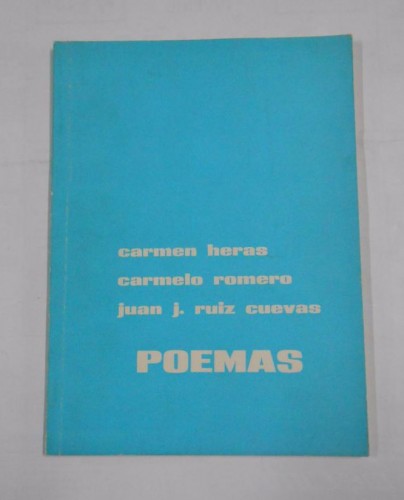 carmen heras
carmelo romero
juan j. ruiz cuevas
POEMAS